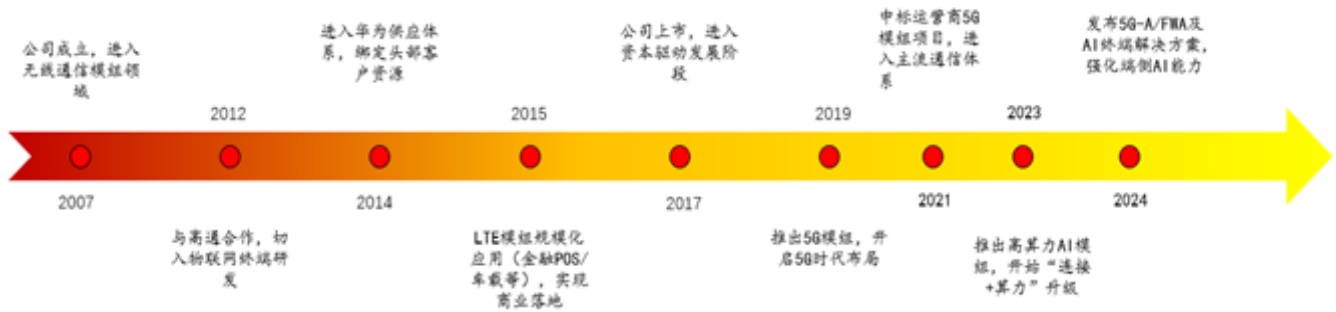 公司成立，进入
无线通信模组领
域
2007
2012
与高通合作，切
入物联网终端研
发
进入华为供应体
系，绑定头部客
户资源
2014
2015
LTE模组规模化
应用（金融POS/
车载等），实现
商业落地
公司上市，进入
资本驱动发展阶
段
2017
2019
推出5G模组，开
启5G时代布局
中标运营商5G
模组项目，进
入主流通信体
系
2021
2023
推出高算力AI模
组，开始“连接
+算力”升级
发布5G-A/FWA及
AI终端解决方案，
强化端侧AI能力
2024